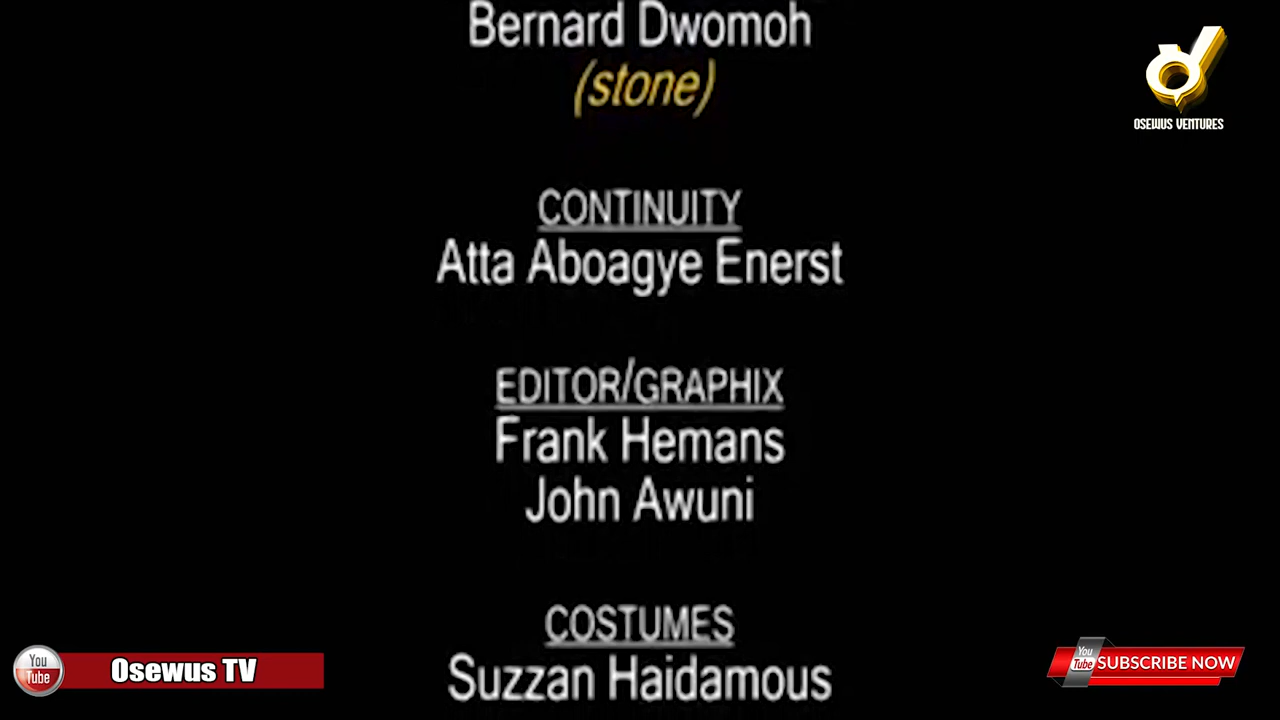 Bernard Dwomoh
(stone)
OSEWUS VENTURES
CONTINUITY
Atta Aboagye Enerst
EDITOR/GRAPHIX
Frank Hemans
John Awuni
COSTUMES
Suzzan Haidamous
You
Tube
Osewus TV
You
Tube
SUBSCRIBE NOW